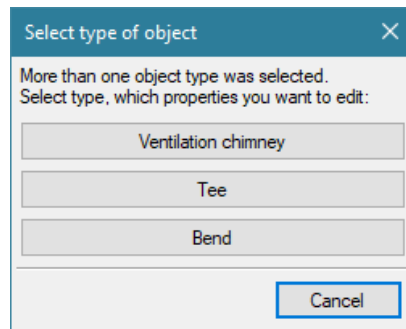 Select type of object
More than one object type was selected.
Select type, which properties you want to edit:
Ventilation chimney
Tee
Bend
Cancel